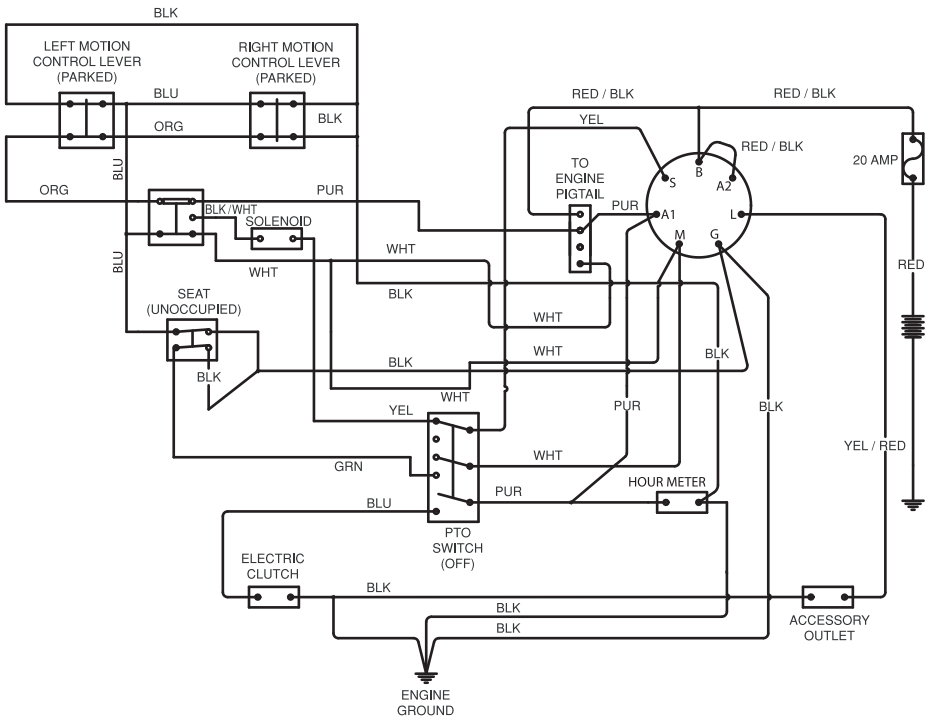 BLK
LEFT MOTION
CONTROL LEVER
(PARKED)
RIGHT MOTION
CONTROL LEVER
(PARKED)
BLU
BLK
ORG
BLU
RED / BLK
RED / BLK
YEL
B
RED / BLK
20 AMP
TO
ENGINE
PIGTAIL
S
A2
ORG
PUR
PUR
A1
L
BLK / WHT
SOLENOID
M
G
WHT
WHT
BLU
RED
BLK
SEAT
(UNOCCUPIED)
WHT
WHT
BLK
BLK
BLK
WHT
YEL
PUR
BLK
YEL / RED
GRN
WHT
HOUR METER
PUR
BLU
PTO
SWITCH
(OFF)
ELECTRIC
CLUTCH
BLK
BLK
BLK
ACCESSORY
OUTLET
ENGINE
GROUND